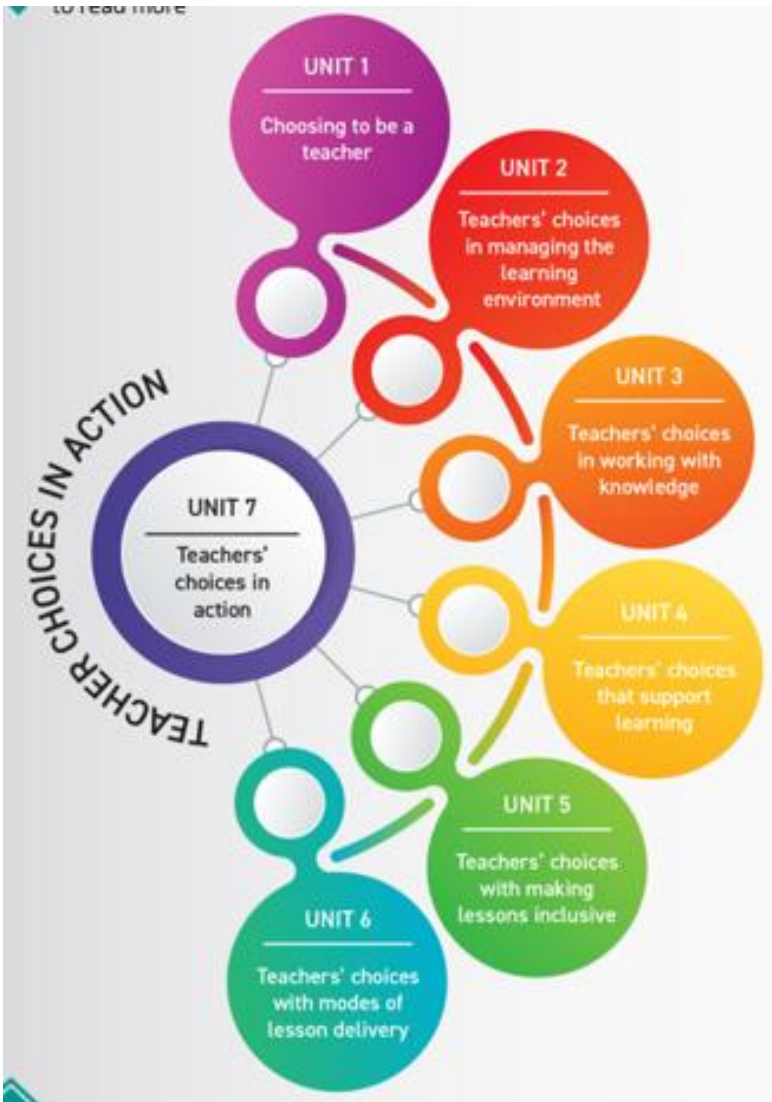 to read more
UNIT 1
Choosing to be a
teacher
UNIT 2
Teachers' choices
in managing the
learning
environment
UNIT 3
Teachers' choices
in working with
knowledge
UNIT 4
Teachers' choices
that support
learning
UNIT 5
Teachers' choices
with making
lessons inclusive
UNIT 6
Teachers' choices
with modes of
lesson delivery
UNIT 7
Teachers'
choices in
action
TEACHER CHOICES IN ACTION